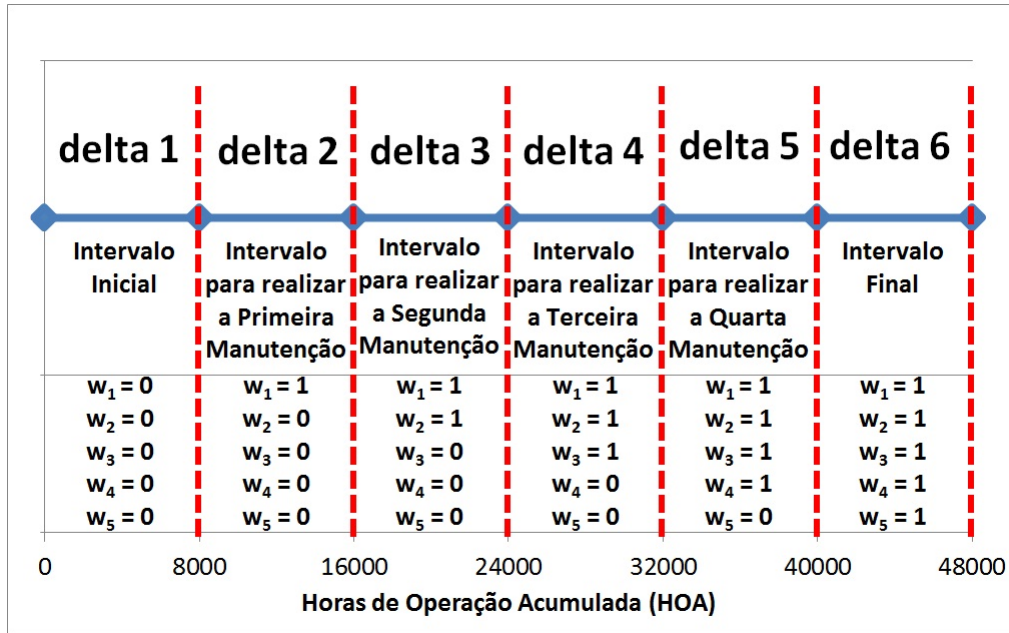 delta 1 delta 2 delta 3 delta 4 delta 5 delta 6
Intervalo
Inicial
Intervalo
para realizar
a Primeira
Manutenção
Intervalo
para realizar
a Segunda
Manutenção
Intervalo
para realizar
a Terceira
Manutenção
Intervalo
para realizar
a Quarta
Manutenção
Intervalo
Final
w₁ = 0 w₁ = 1 w₁ = 1 w₁ = 1 w₁ = 1 w₁ = 1
w₂ = 0 w₂ = 0 w₂ = 1 w₂ = 1 w₂ = 1 w₂ = 1
w₃ = 0 w₃ = 0 w₃ = 0 w₃ = 1 w₃ = 1 w₃ = 1
w₄ = 0 w₄ = 0 w₄ = 0 w₄ = 0 w₄ = 1 w₄ = 1
w₅ = 0 w₅ = 0 w₅ = 0 w₅ = 0 w₅ = 0 w₅ = 1
0 8000 16000 24000 32000 40000 48000
Horas de Operação Acumulada (HOA)